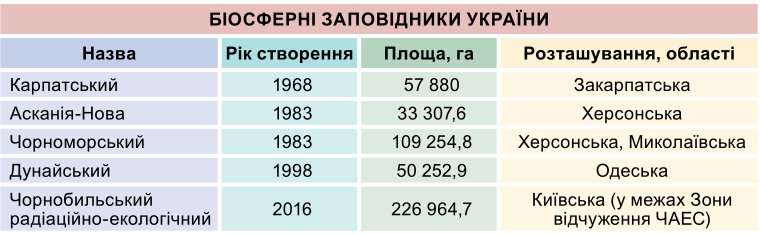 БІОСФЕРНІ ЗАПОВІДНИКИ УКРАЇНИ
Назва Рік створення Площа, га Розташування, області
Карпатський 1968 57 880 Закарпатська
Асканія-Нова 1983 33 307,6 Херсонська
Чорноморський 1983 109 254,8 Херсонська, Миколаївська
Дунайський 1998 50 252,9 Одеська
Чорнобильський
радіаційно-екологічний 2016 226 964,7 Київська (у межах Зони
відчуження ЧАЕС)